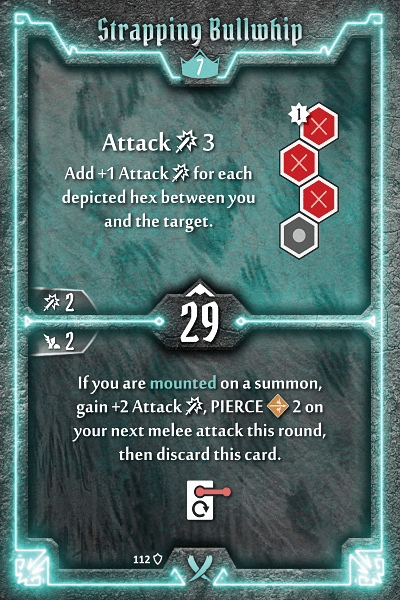 Strapping Bullwhip
7
1
Attack 3
Add +1 Attack for each
depicted hex between you
and the target.
2
29
2
If you are mounted on a summon,
gain +2 Attack, PIERCE 2 on
your next melee attack this round,
then discard this card.
112